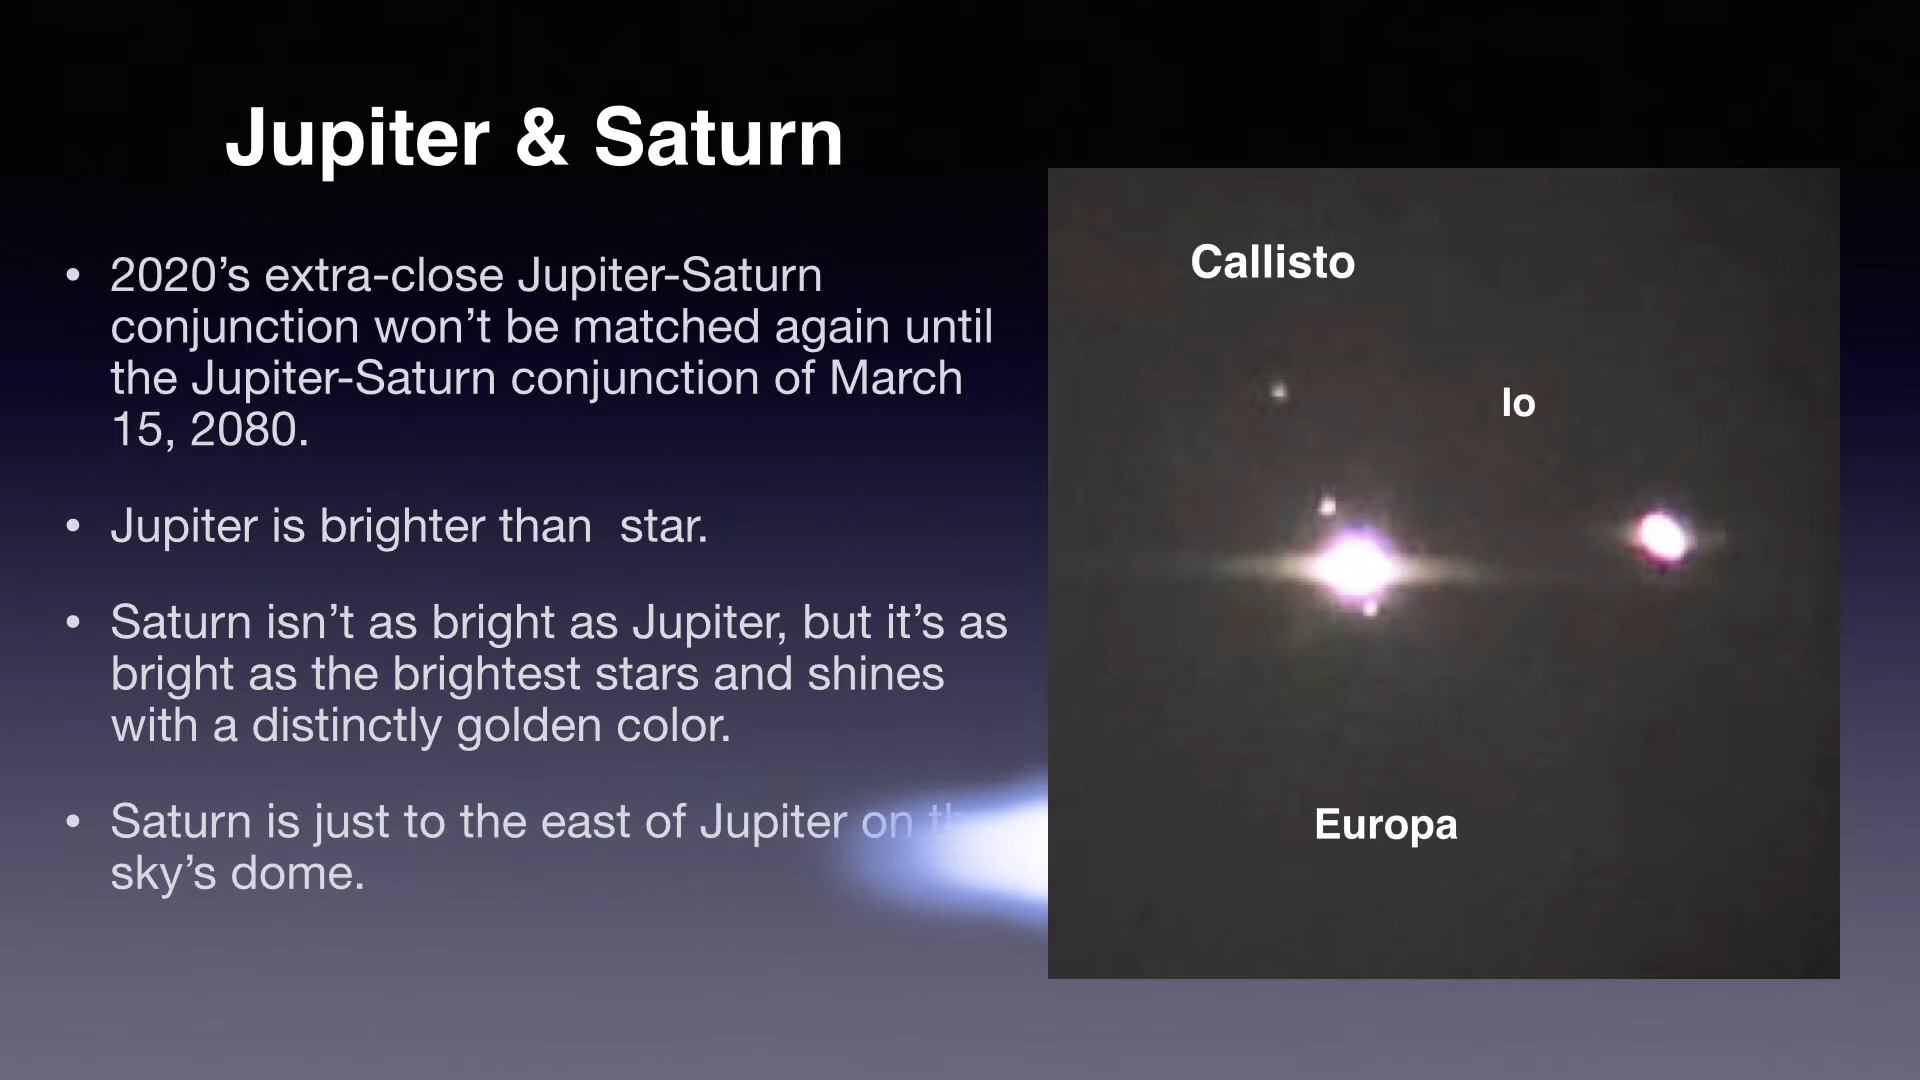 Jupiter & Saturn
• 2020’s extra-close Jupiter-Saturn
conjunction won’t be matched again until
the Jupiter-Saturn conjunction of March
15, 2080.
• Jupiter is brighter than  star.
• Saturn isn’t as bright as Jupiter, but it’s as
bright as the brightest stars and shines
with a distinctly golden color.
• Saturn is just to the east of Jupiter on
sky’s dome.
Callisto
Io
Europa